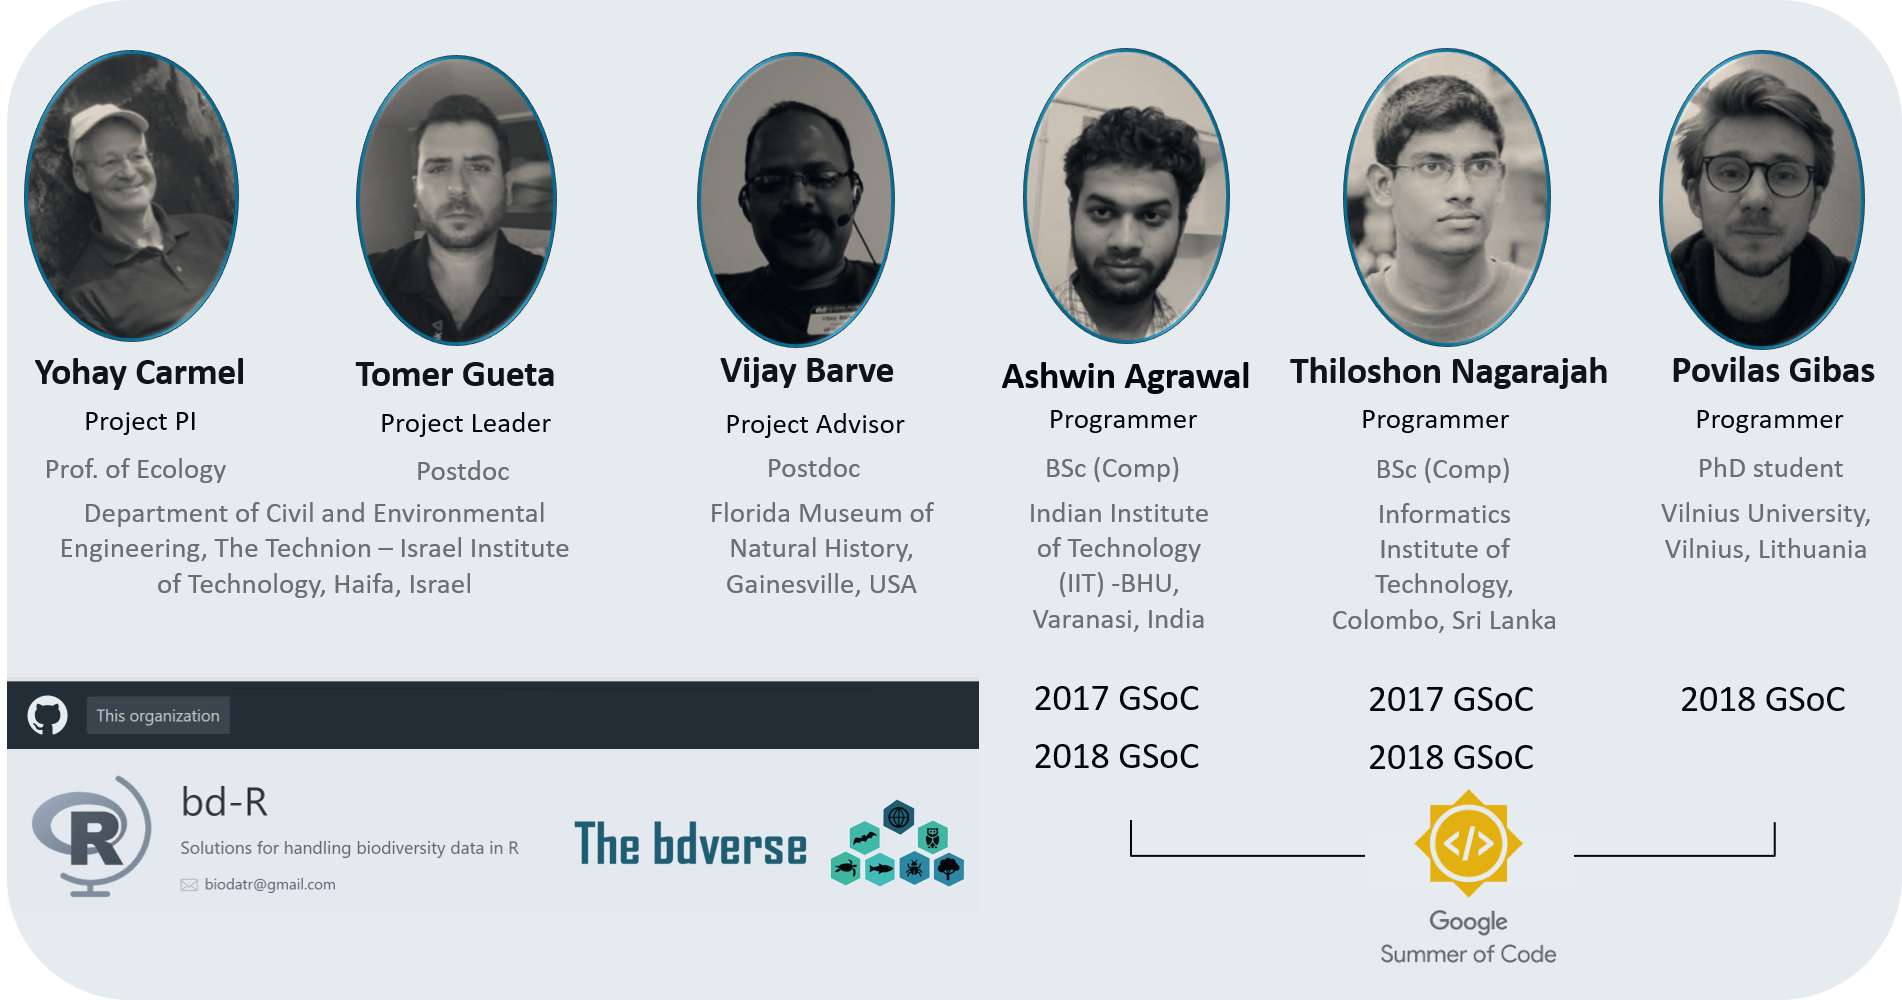 Yohay Carmel
Project PI
Prof. of Ecology
Tomer Gueta
Project Leader
Postdoc
Department of Civil and Environmental
Engineering, The Technion – Israel Institute
of Technology, Haifa, Israel
Vijay Barve
Project Advisor
Postdoc
Florida Museum of
Natural History,
Gainesville, USA
Ashwin Agrawal
Programmer
BSc (Comp)
Indian Institute
of Technology
(IIT) -BHU,
Varanasi, India
2017 GSoC
2018 GSoC
Thiloshon Nagarajah
Programmer
BSc (Comp)
Informatics
Institute of
Technology,
Colombo, Sri Lanka
2017 GSoC
2018 GSoC
Povilas Gibas
Programmer
PhD student
Vilnius University,
Vilnius, Lithuania
2018 GSoC
This organization
R
bd-R
Solutions for handling biodiversity data in R
biodatr@gmail.com
The bdverse
</>
Google
Summer of Code